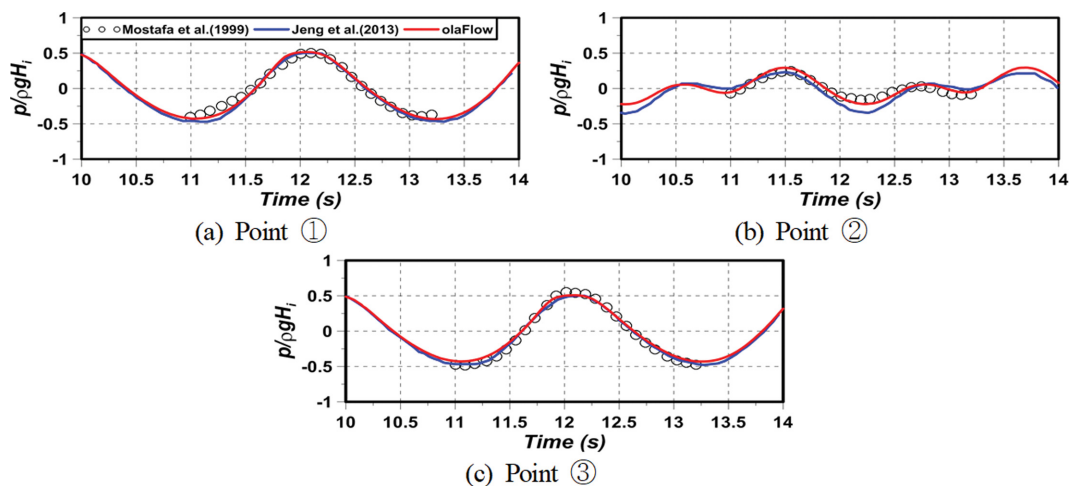 Mostafa et al.(1999) Jeng et al.(2013) olaFlow
1
0.5
0
-0.5
-1
p/ρgHᵢ
10 10.5 11 11.5 12 12.5 13 13.5 14
Time (s)
(a) Point ①
1
0.5
0
-0.5
-1
p/ρgHᵢ
10 10.5 11 11.5 12 12.5 13 13.5 14
Time (s)
(b) Point ②
1
0.5
0
-0.5
-1
p/ρgHᵢ
10 10.5 11 11.5 12 12.5 13 13.5 14
Time (s)
(c) Point ③